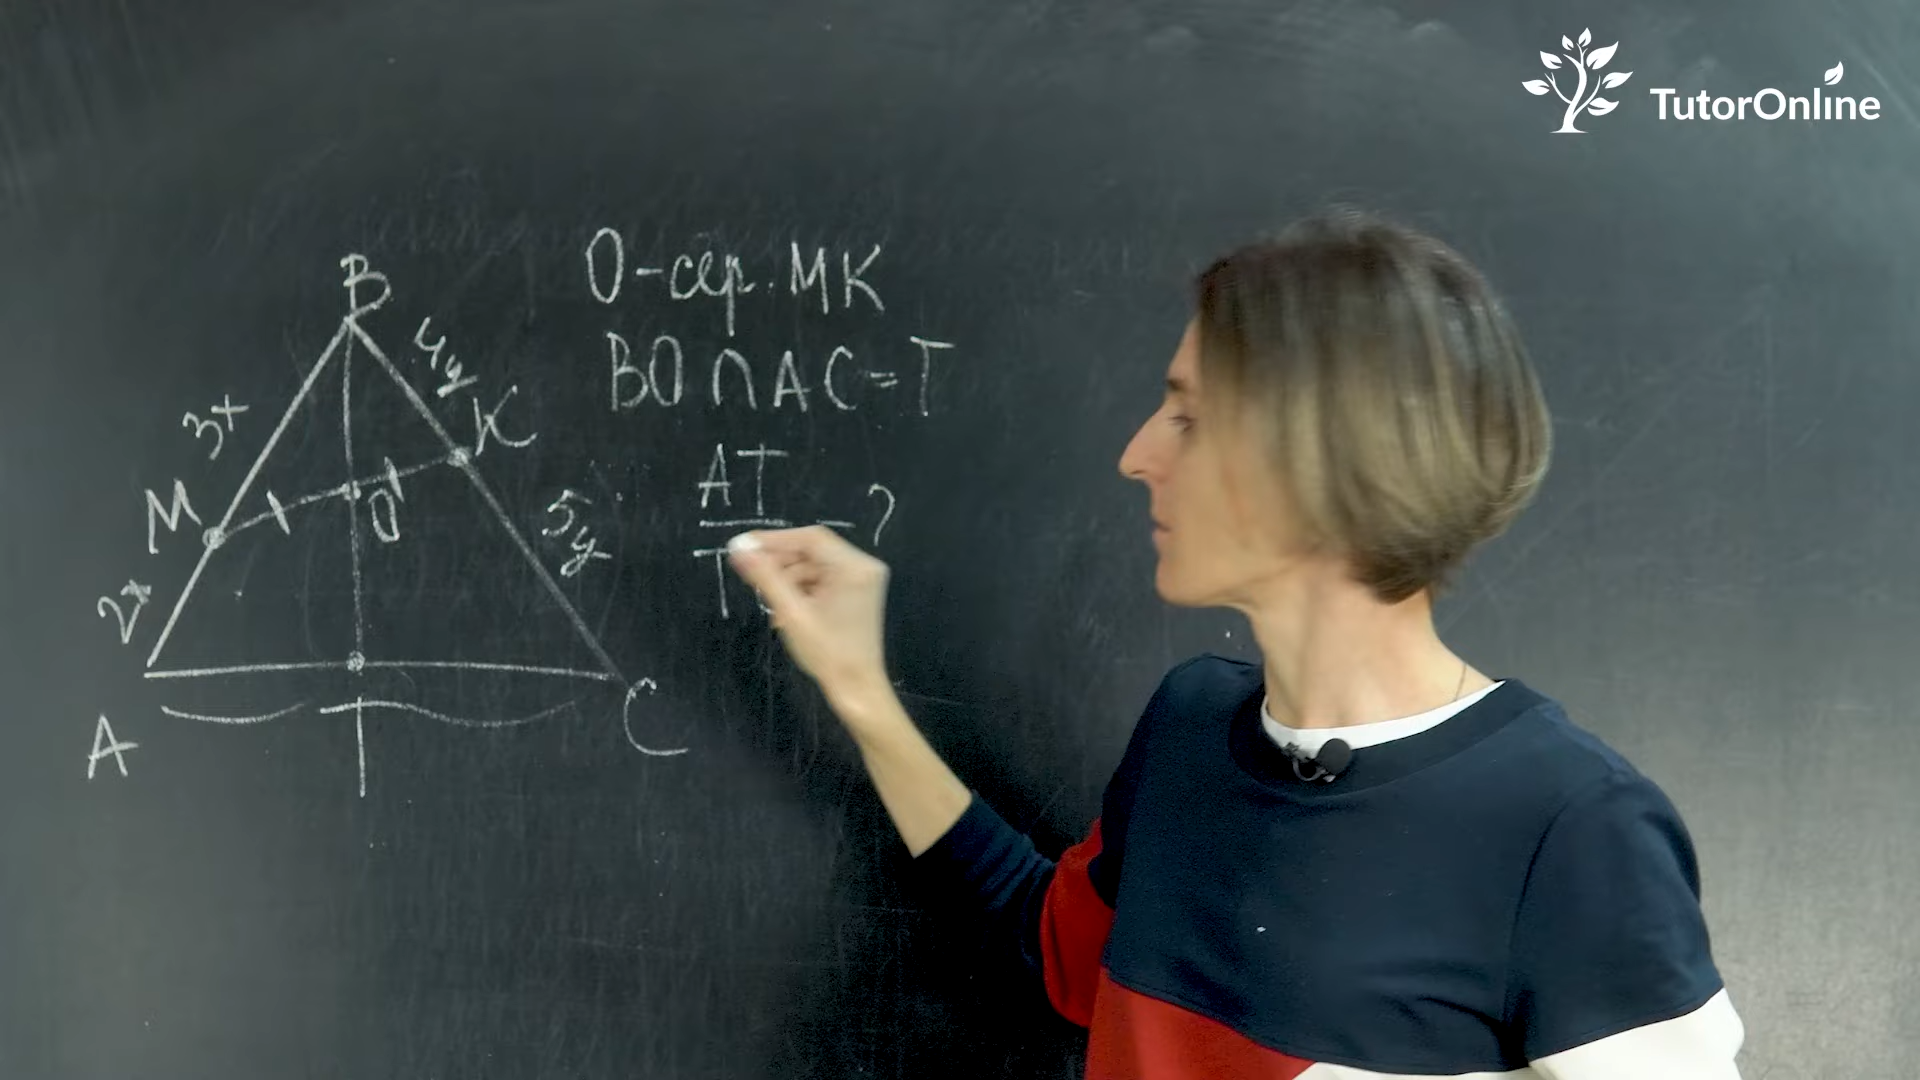 TutorOnline
B
O-сер. MK
4y
BO ∩ AC = T
3x
K
AT
M
O
5y
= ?
T
2x
A
T
C